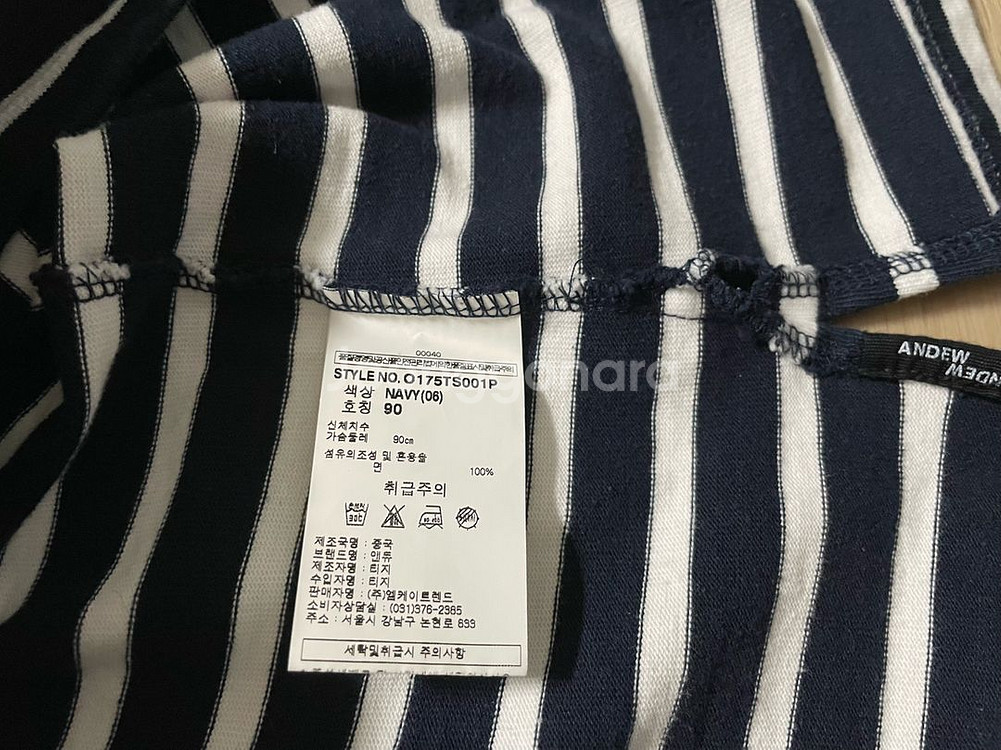 00040
STYLE NO. O175TS001P
색상 NAVY(06)
호칭 90
신체치수
가슴둘레 90cm
섬유의조성 및 혼용율
면 100%
취급주의
제조국명 : 중국
브랜드명 : 앤듀
제조자명 : 티지
수입자명 : 티지
판매자명 : (주)엠케이트렌드
소비자상담실 : (031)376-2985
주소 : 서울시 강남구 논현로 833
세탁및취급시 주의사항
ANDEW
ANDEW